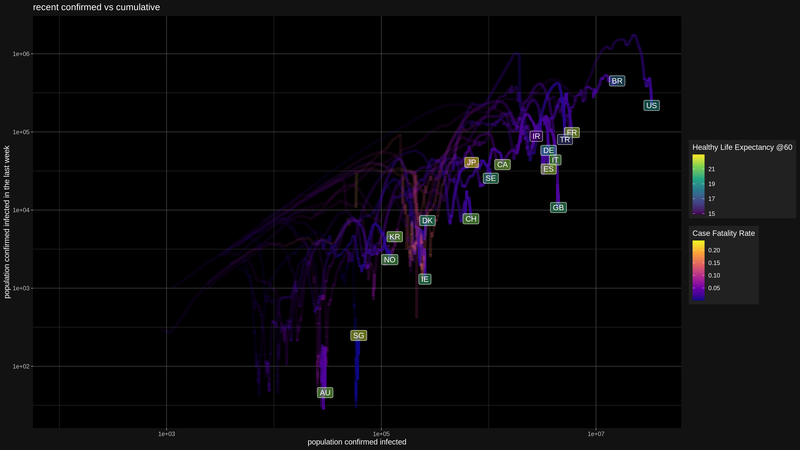 recent confirmed vs cumulative
population confirmed infected in the last week
1e+06
1e+05
1e+04
1e+03
1e+02
BR
US
IR
FR
TR
DE
IT
JP
CA
ES
SE
GB
DK
CH
KR
NO
IE
SG
AU
1e+03
1e+05
1e+07
population confirmed infected
Healthy Life Expectancy @60
21
19
17
15
Case Fatality Rate
0.20
0.15
0.10
0.05